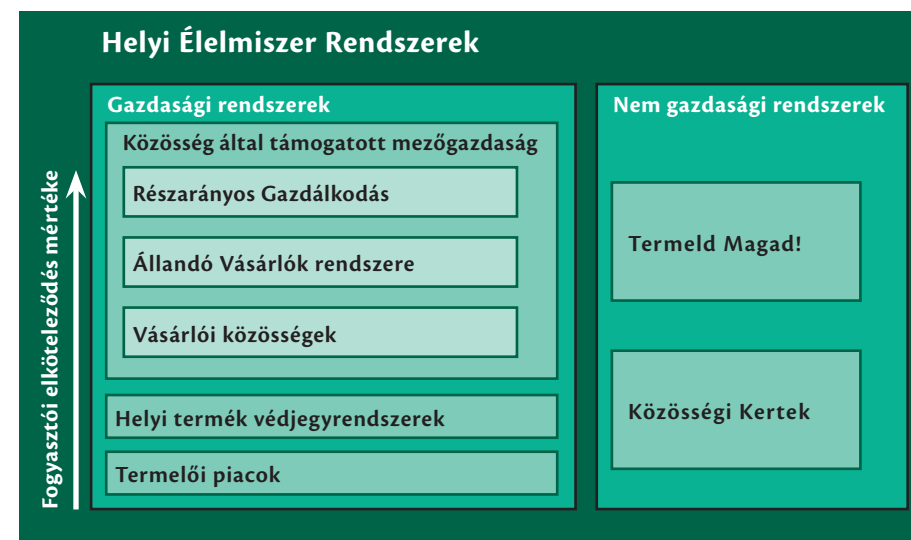 Helyi Élelmiszer Rendszerek
Fogyasztói elköteleződés mértéke
Gazdasági rendszerek
Közösség által támogatott mezőgazdaság
Részarányos Gazdálkodás
Állandó Vásárlók rendszere
Vásárlói közösségek
Helyi termék védjegyrendszerek
Termelői piacok
Nem gazdasági rendszerek
Termeld Magad!
Közösségi Kertek